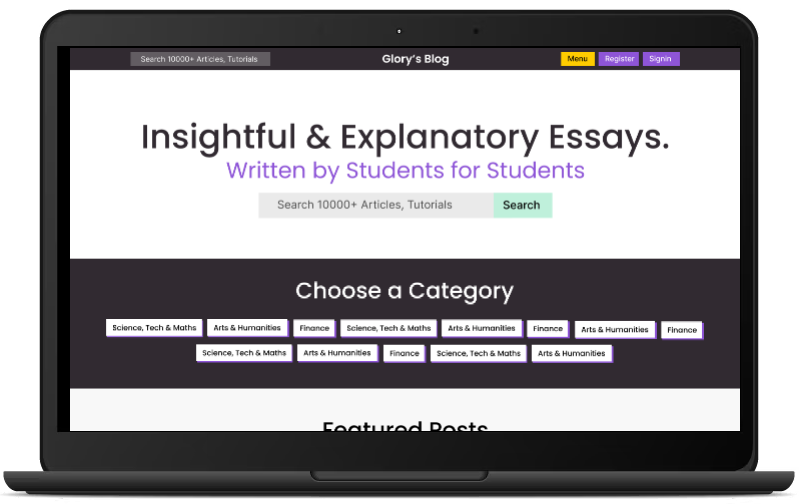 Search 10000+ Articles, Tutorials Glory's Blog Menu Register Signin
Insightful & Explanatory Essays.
Written by Students for Students
Search 10000+ Articles, Tutorials Search
Choose a Category
Science, Tech & Maths Arts & Humanities Finance Science, Tech & Maths Arts & Humanities Finance Arts & Humanities Finance
Science, Tech & Maths Arts & Humanities Finance Science, Tech & Maths Arts & Humanities
Featured Posts